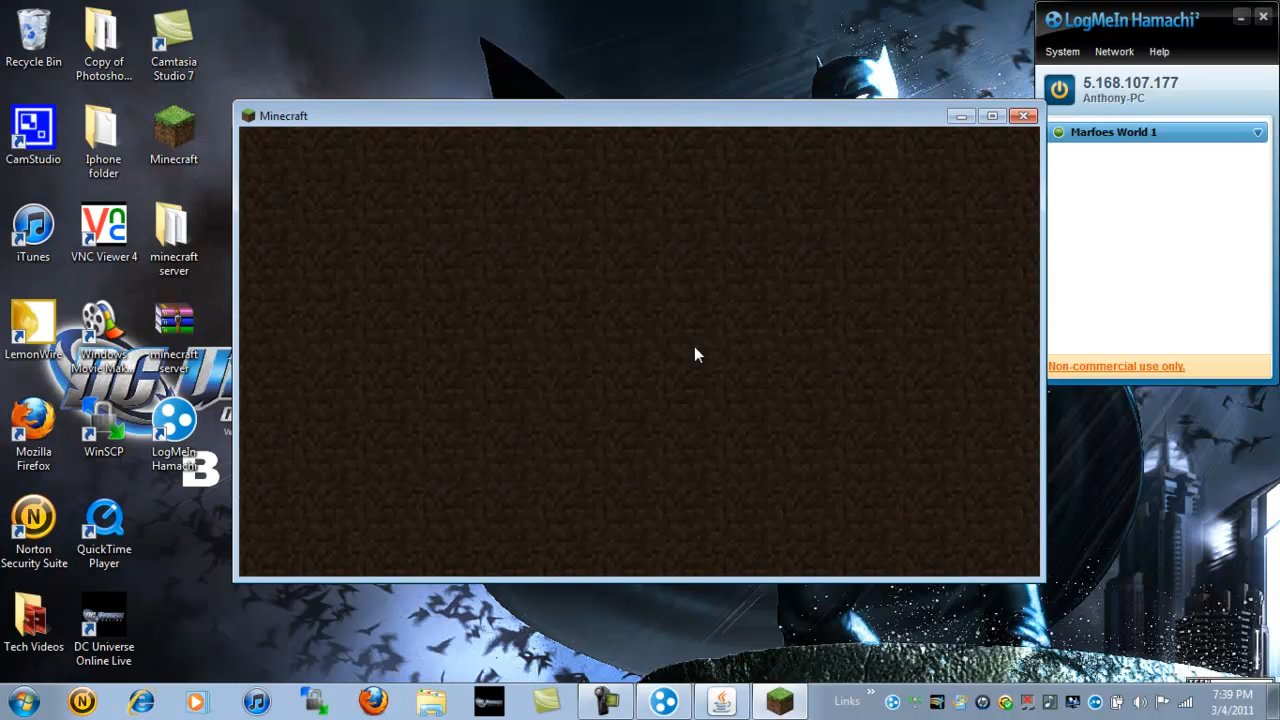 Recycle Bin
Copy of
Photosho...
Camtasia
Studio 7
CamStudio
Iphone
folder
Minecraft
iTunes
VNC Viewer 4
minecraft
server
LemonWire
Windows
Movie Mak...
minecraft
server
Mozilla
Firefox
WinSCP
LogMeIn
Hamachi
Norton
Security Suite
QuickTime
Player
Tech Videos
DC Universe
Online Live
Minecraft
LogMeIn Hamachi²
System Network Help
5.168.107.177
Anthony-PC
Marfoes World 1
Non-commercial use only.
DC U
B
Links
7:39 PM
3/4/2011